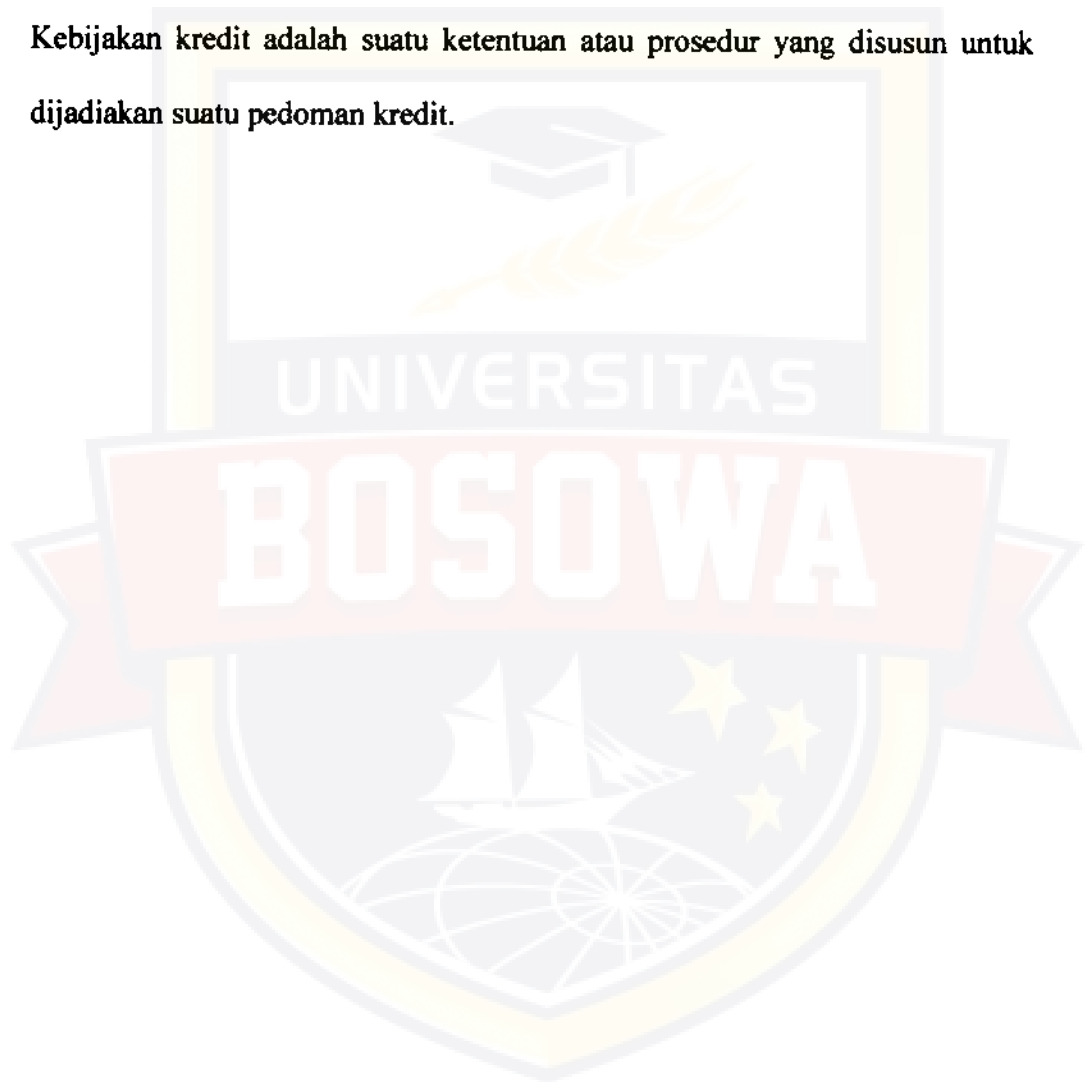 Kebijakan kredit adalah suatu ketentuan atau prosedur yang disusun untuk
dijadiakan suatu pedoman kredit.
UNIVERSITAS
BOSOWA